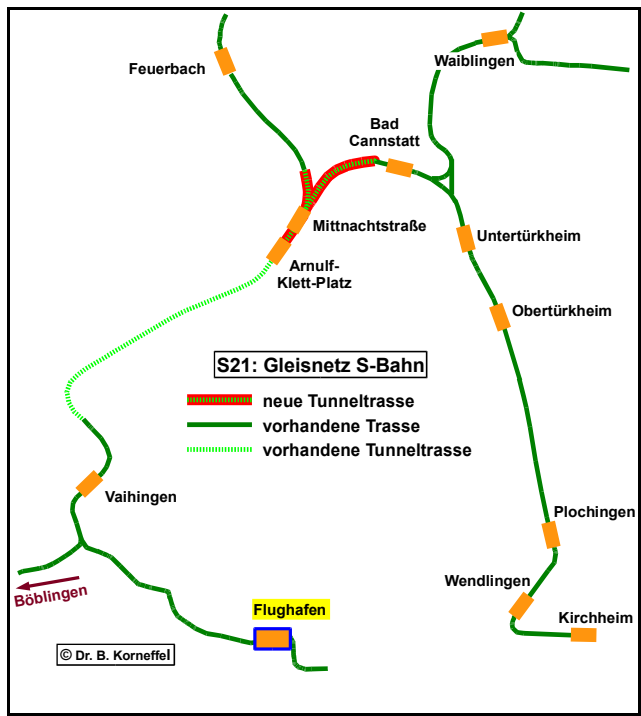 Feuerbach
Waiblingen
Bad
Cannstatt
Mittnachtstraße
Untertürkheim
Arnulf-
Klett-Platz
Obertürkheim
S21: Gleisnetz S-Bahn
neue Tunneltrasse
vorhandene Trasse
vorhandene Tunneltrasse
Vaihingen
Plochingen
Böblingen
Wendlingen
Flughafen
Kirchheim
© Dr. B. Korneffel